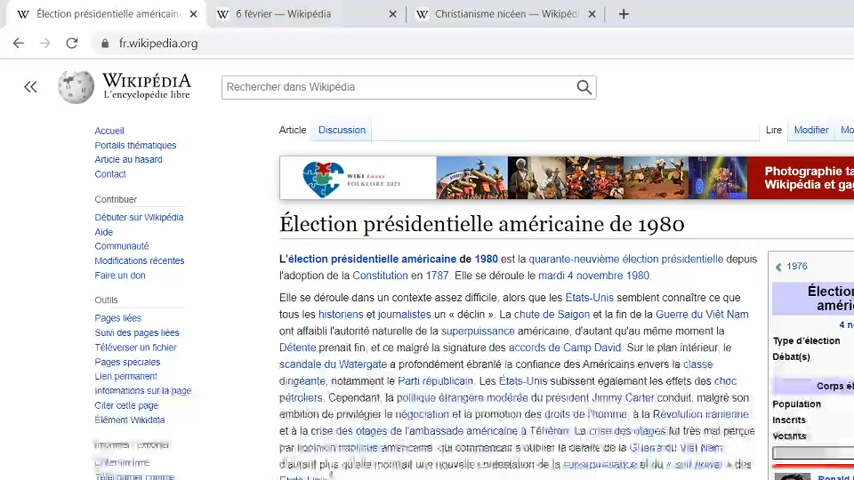 Élection présidentielle américain
6 février — Wikipédia
Christianisme nicéen — Wikipéd
fr.wikipedia.org
WIKIPÉDIA
L'encyclopédie libre
Rechercher dans Wikipédia
Accueil
Portails thématiques
Article au hasard
Contact
Contribuer
Débuter sur Wikipédia
Aide
Communauté
Modifications récentes
Faire un don
Outils
Pages liées
Suivi des pages liées
Téléverser un fichier
Pages spéciales
Lien permanent
Informations sur la page
Citer cette page
Élément Wikidata
Article Discussion
Lire Modifier Mo
WIKI Loves
FOLKLORE 2021
Photographie ta
Wikipédia et gag
Élection présidentielle américaine de 1980
L'élection présidentielle américaine de 1980 est la quarante-neuvième élection présidentielle depuis
l'adoption de la Constitution en 1787. Elle se déroule le mardi 4 novembre 1980.
Elle se déroule dans un contexte assez difficile, alors que les États-Unis semblent connaître ce que
tous les historiens et journalistes un « déclin ». La chute de Saigon et la fin de la Guerre du Viêt Nam
ont affaibli l'autorité naturelle de la superpuissance américaine, d'autant qu'au même moment la
Détente prenait fin, et ce malgré la signature des accords de Camp David. Sur le plan intérieur, le
scandale du Watergate a profondément ébranlé la confiance des Américains envers la classe
dirigeante, notamment le Parti républicain. Les États-Unis subissent également les effets des choc
pétroliers. Cependant, la politique étrangère modérée du président Jimmy Carter conduit, malgré son
ambition de privilégier la négociation et la promotion des droits de l'homme, à la Révolution iranienne
et à la crise des otages de l'ambassade américaine à Téhéran. La crise des otages fut très mal perçue
par
1976
Élection
améri
4 no
Type d'élection
Débat(s)
Corps él
Population
Inscrits
Votants
Ronald